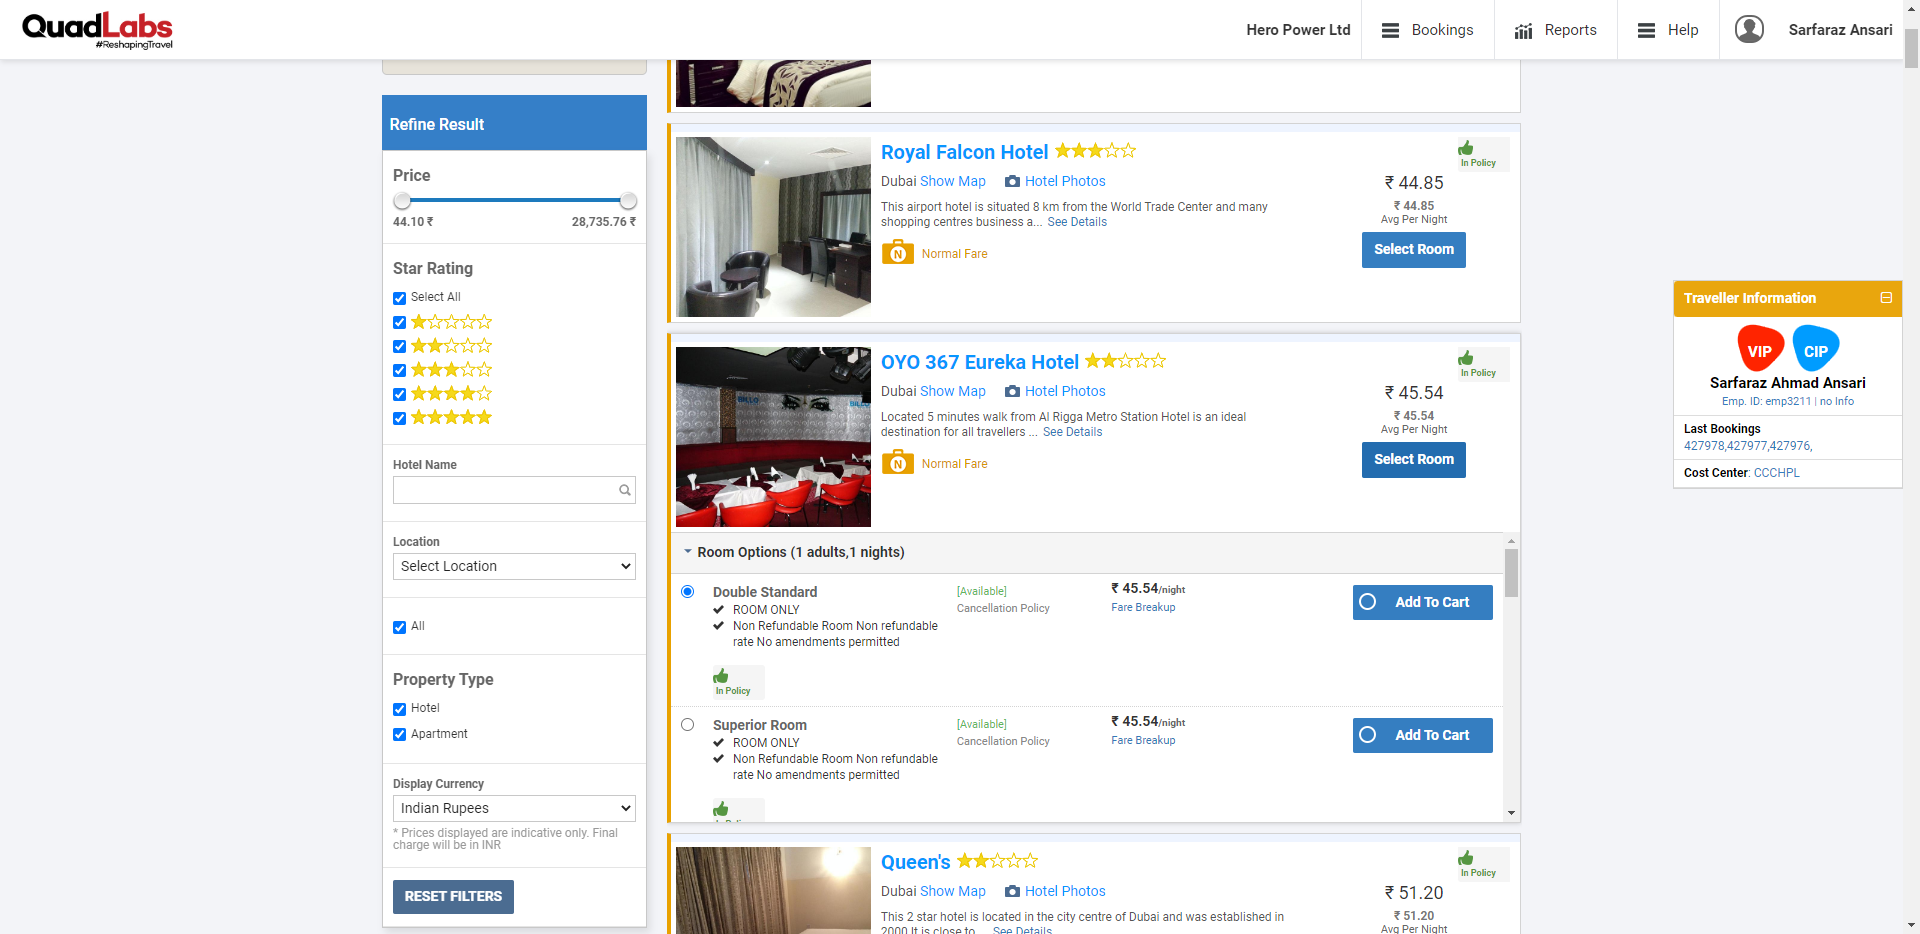 QuadLabs
#ReshapingTravel
Hero Power Ltd
Bookings
Reports
Help
Sarfaraz Ansari
Refine Result
Price
44.10 ₹ 28,735.76 ₹
Star Rating
Select All
Hotel Name
Location
Select Location
All
Property Type
Hotel
Apartment
Display Currency
Indian Rupees
* Prices displayed are indicative only. Final
charge will be in INR
RESET FILTERS
Royal Falcon Hotel
Dubai Show Map Hotel Photos
This airport hotel is situated 8 km from the World Trade Center and many
shopping centres business a... See Details
N Normal Fare
In Policy
₹ 44.85
₹ 44.85
Avg Per Night
Select Room
OYO 367 Eureka Hotel
Dubai Show Map Hotel Photos
Located 5 minutes walk from Al Rigga Metro Station Hotel is an ideal
destination for all travellers ... See Details
N Normal Fare
In Policy
₹ 45.54
₹ 45.54
Avg Per Night
Select Room
Room Options (1 adults,1 nights)
Double Standard
ROOM ONLY
Non Refundable Room Non refundable
rate No amendments permitted
In Policy
[Available]
Cancellation Policy
₹ 45.54/night
Fare Breakup
Add To Cart
Superior Room
ROOM ONLY
Non Refundable Room Non refundable
rate No amendments permitted
[Available]
Cancellation Policy
₹ 45.54/night
Fare Breakup
Add To Cart
Queen's
Dubai Show Map Hotel Photos
This 2 star hotel is located in the city centre of Dubai and was established in
2000.It is close to ... See Details
In Policy
₹ 51.20
₹ 51.20
Avg Per Night
Traveller Information
VIP CIP
Sarfaraz Ahmad Ansari
Emp. ID: emp3211 | no Info
Last Bookings
427978,427977,427976,
Cost Center: CCCHPL